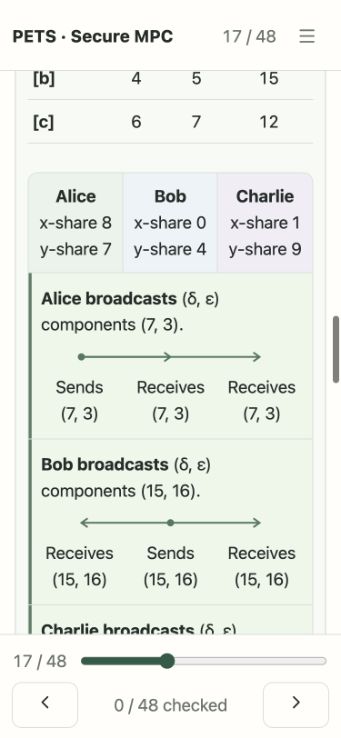 PETS · Secure MPC 17 / 48
[b] 4 5 15
[c] 6 7 12
Alice Bob Charlie
x-share 8 x-share 0 x-share 1
y-share 7 y-share 4 y-share 9
Alice broadcasts (δ, ε)
components (7, 3).
Sends Receives Receives
(7, 3) (7, 3) (7, 3)
Bob broadcasts (δ, ε)
components (15, 16).
Receives Sends Receives
(15, 16) (15, 16) (15, 16)
Charlie broadcasts (δ, ε)
17 / 48
0 / 48 checked